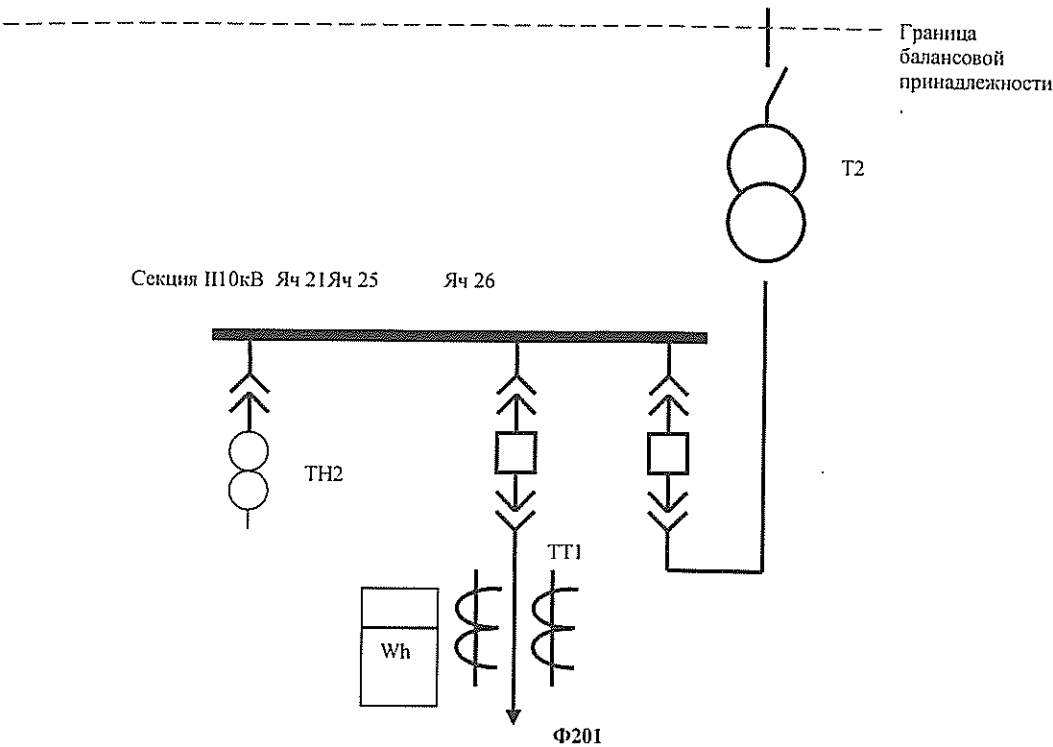 Граница
балансовой
принадлежности
Т2
Секция II10кВ Яч 21Яч 25 Яч 26
ТН2
ТТ1
Wh
Ф201